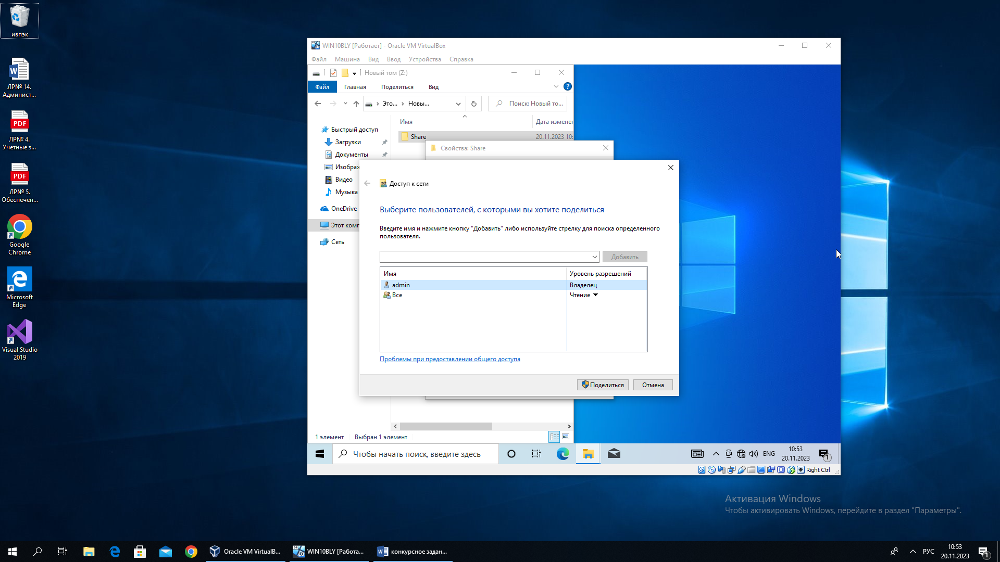 ивпэк
ЛР№ 14.
Админист...
ЛР№ 4.
Учетные з...
ЛР№ 5.
Обеспечен...
Google
Chrome
Microsoft
Edge
Visual Studio
2019
WIN10BLY [Работает] - Oracle VM VirtualBox
Файл Машина Вид Ввод Устройства Справка
Новый том (Z:)
Файл Главная Поделиться Вид
Это... Новы... Поиск: Новый то...
Имя Дата изменен
Быстрый доступ
Загрузки
Документы
Изображ
Видео
Музыка
OneDrive
Этот комп
Сеть
Share 20.11.2023 10:
Свойства: Share
Доступ к сети
Выберите пользователей, с которыми вы хотите поделиться
Введите имя и нажмите кнопку "Добавить" либо используйте стрелку для поиска определенного
пользователя.
Добавить
Имя Уровень разрешений
admin Владелец
Все Чтение
Проблемы при предоставлении общего доступа
Поделиться Отмена
1 элемент Выбран 1 элемент
Чтобы начать поиск, введите здесь
ENG
10:53
20.11.2023
1
Right Ctrl
Активация Windows
Чтобы активировать Windows, перейдите в раздел "Параметры".
Oracle VM VirtualB...
WIN10BLY [Работа...
конкурсное задан...
РУС
10:53
20.11.2023
1